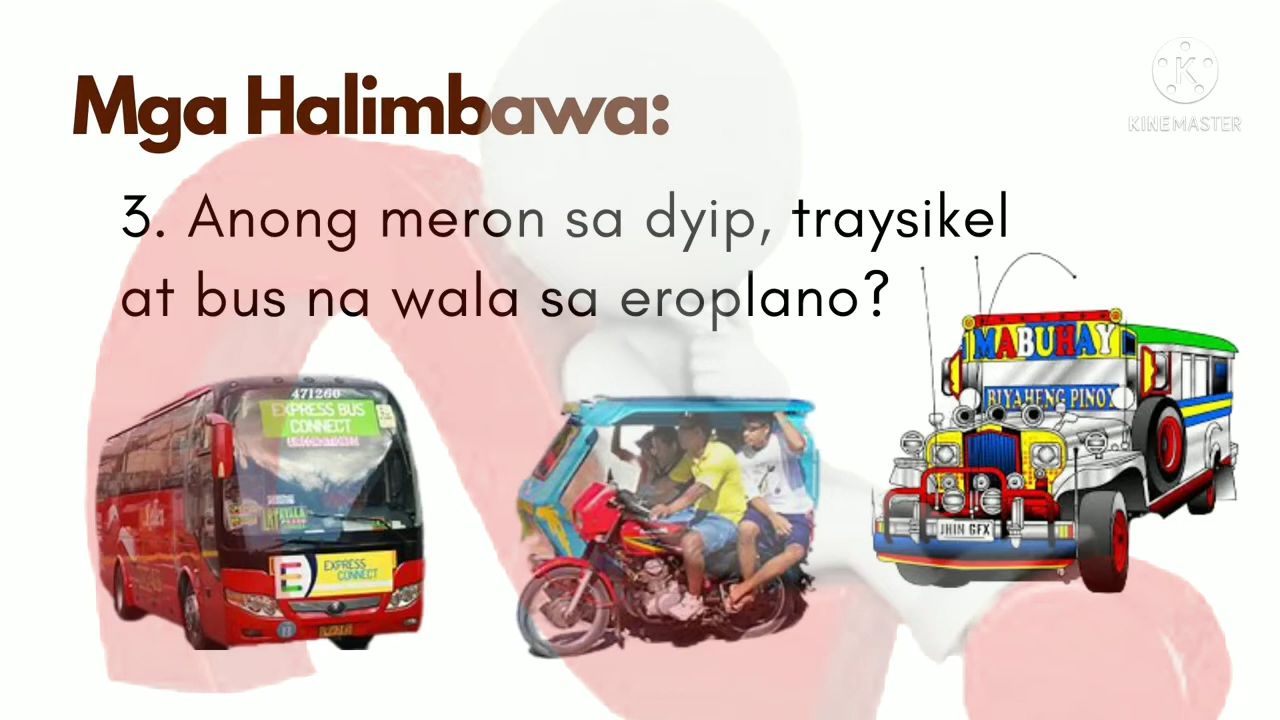 Mga Halimbawa:
KINEMASTER
3. Anong meron sa dyip, traysikel
at bus na wala sa eroplano?
MABUHAY
BIYAHENG PINOY
471260
EXPRESS BUS
CONNECT
JHIN GFX
EXPRESS
CONNECT